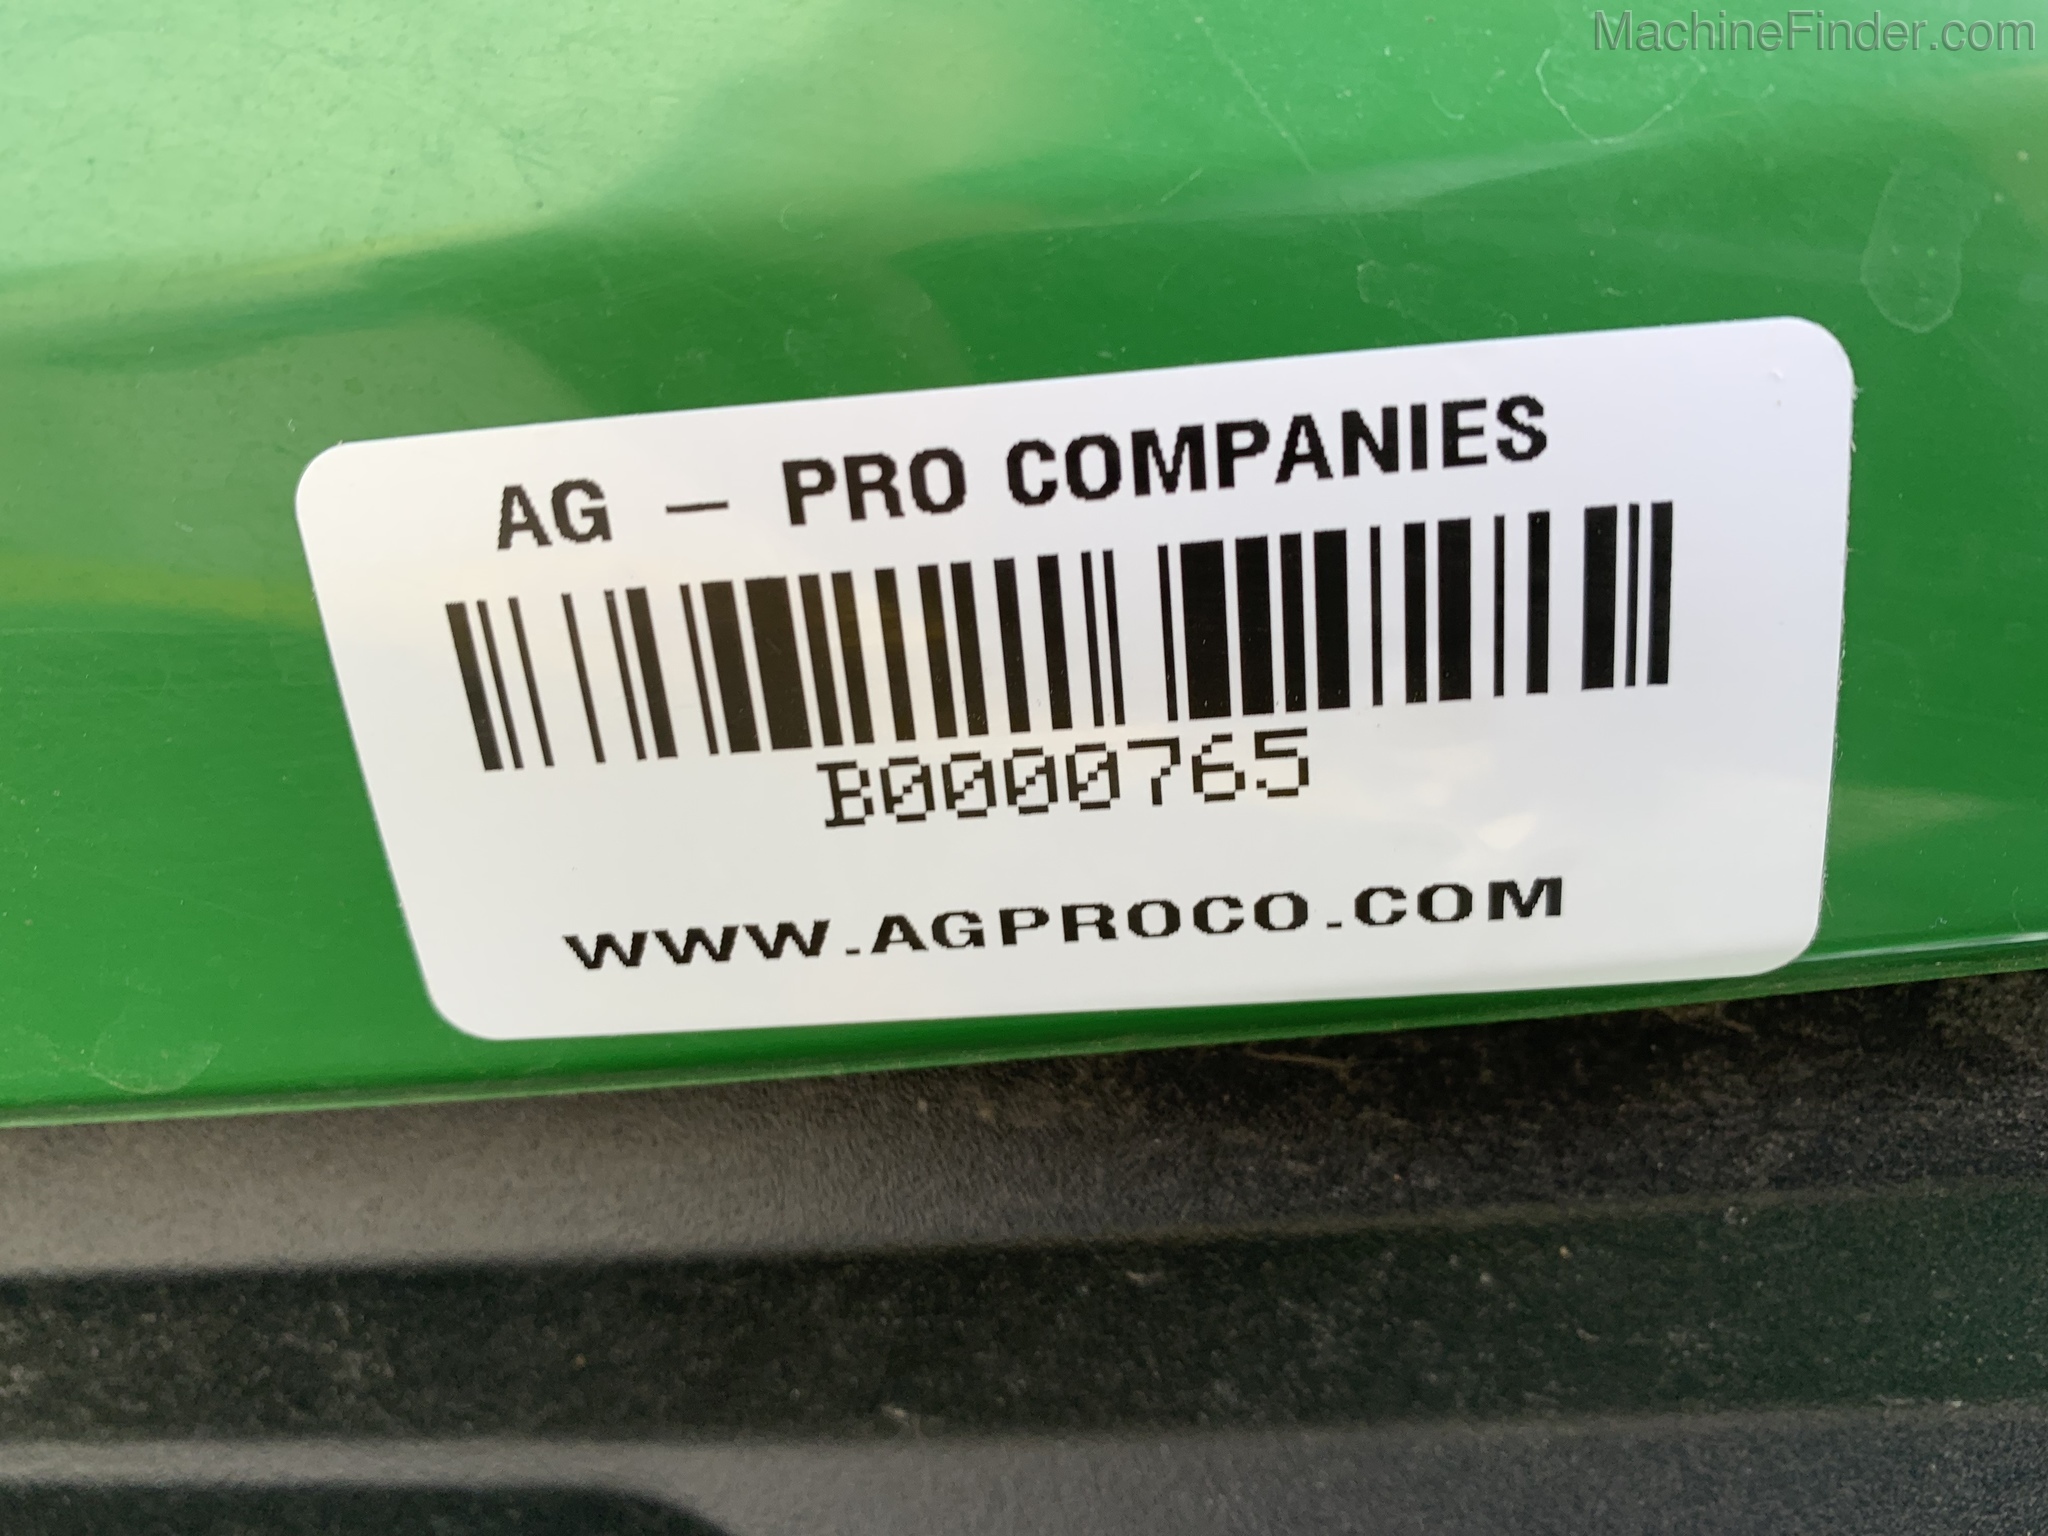 MachineFinder.com
AG - PRO COMPANIES
B0000765
WWW.AGPROCO.COM